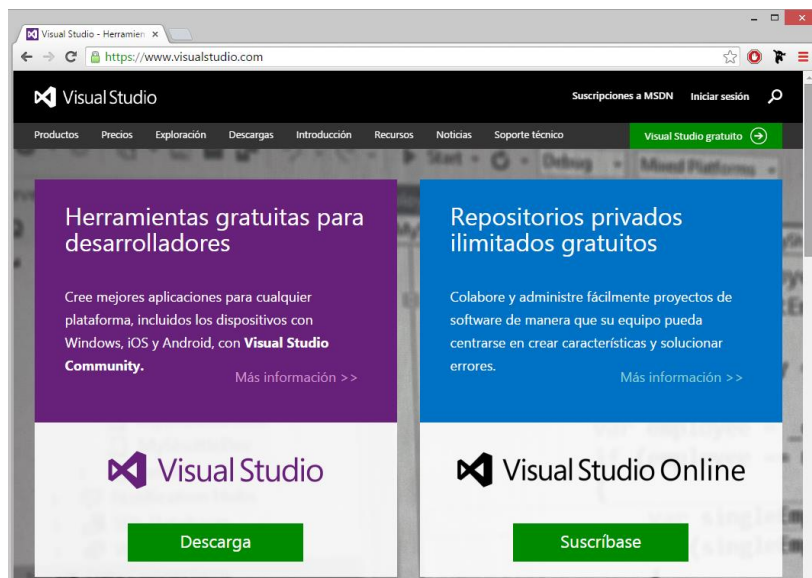 Visual Studio - Herramien
https://www.visualstudio.com
Visual Studio
Suscripciones a MSDN Iniciar sesión
Productos Precios Exploración Descargas Introducción Recursos Noticias Soporte técnico Visual Studio gratuito
Start Debug Mixed Platforms
Herramientas gratuitas para
desarrolladores
Cree mejores aplicaciones para cualquier
plataforma, incluidos los dispositivos con
Windows, iOS y Android, con Visual Studio
Community.
Más información >>
Visual Studio
Descarga
Repositorios privados
ilimitados gratuitos
Colabore y administre fácilmente proyectos de
software de manera que su equipo pueda
centrarse en crear características y solucionar
errores.
Más información >>
Visual Studio Online
Suscríbase